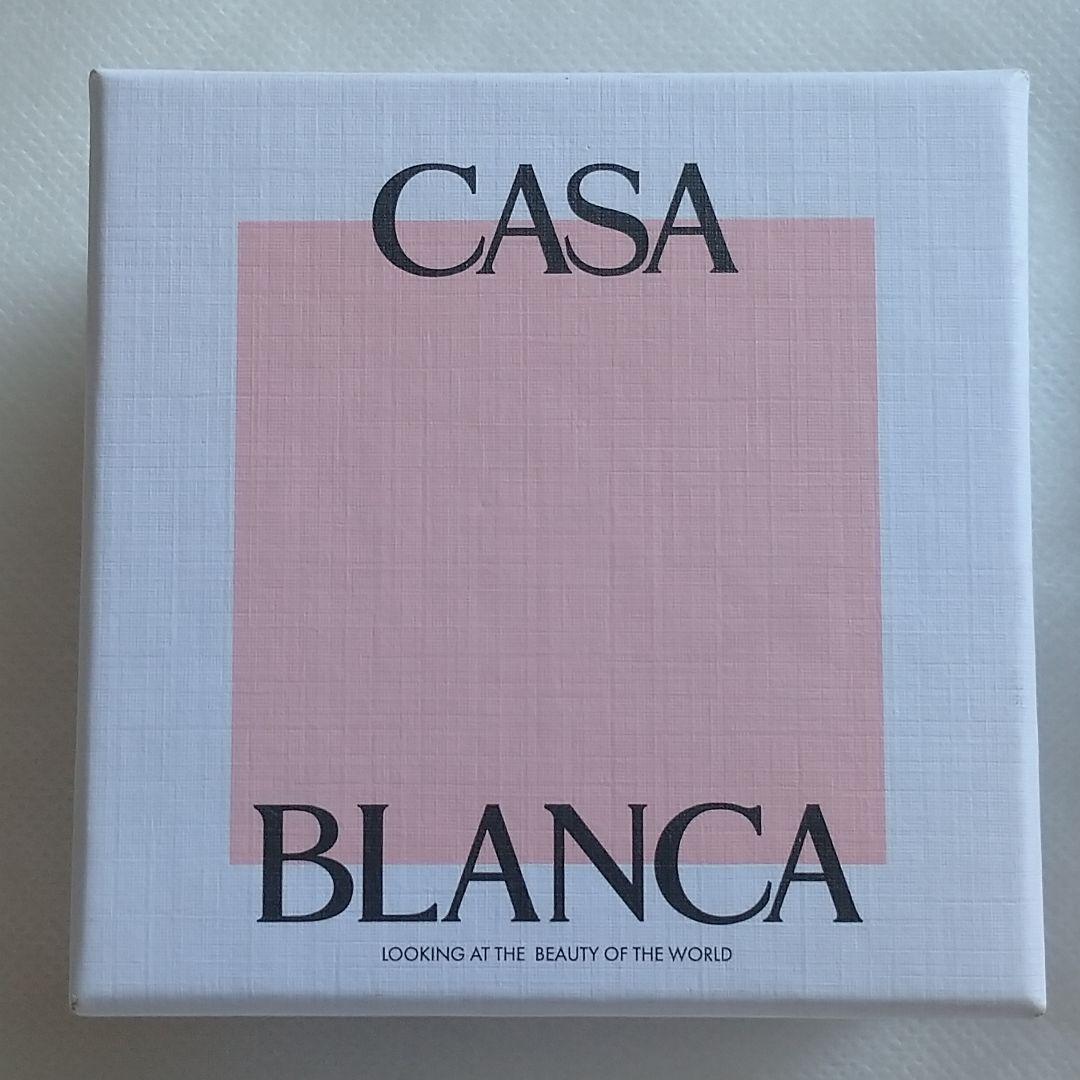 CASA
BLANCA
LOOKING AT THE BEAUTY OF THE WORLD